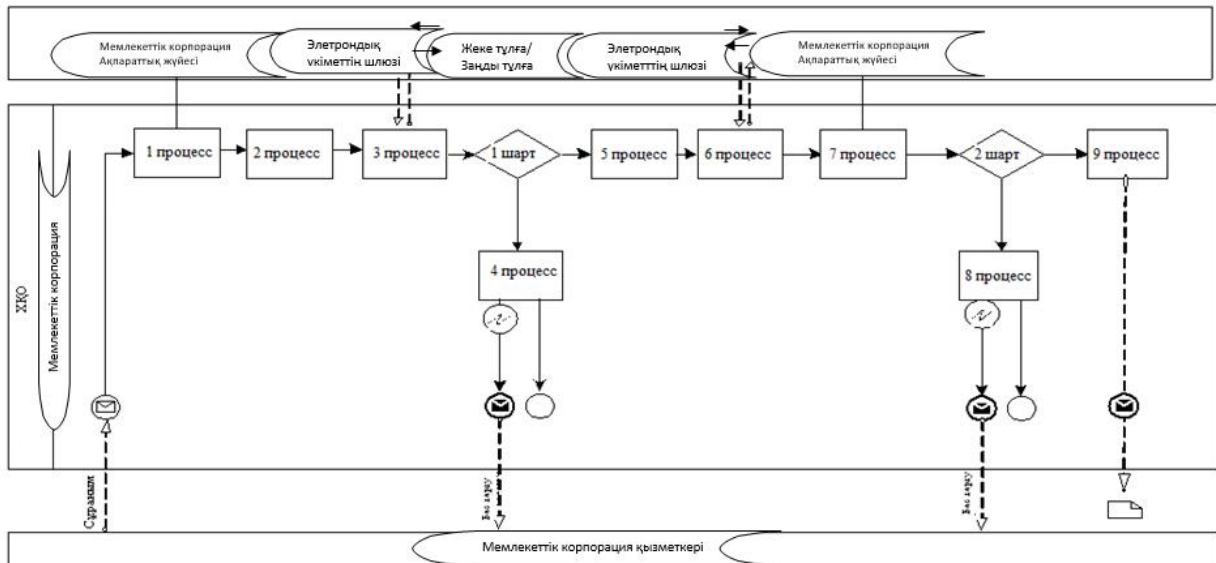 Мемлекеттік корпорация
Ақпараттық жүйесі
Элетрондық
үкіметтің шлюзі
Жеке тұлға/
Заңды тұлға
Элетрондық
үкіметттің шлюзі
Мемлекеттік корпорация
Ақпараттық жүйесі
1 процесс
2 процесс
3 процесс
1 шарт
5 процесс
6 процесс
7 процесс
2 шарт
9 процесс
4 процесс
8 процесс
ХҚО
Мемлекеттік корпорация
Сұраным
Бас тарту
Бас тарту
Мемлекеттік корпорация қызметкері